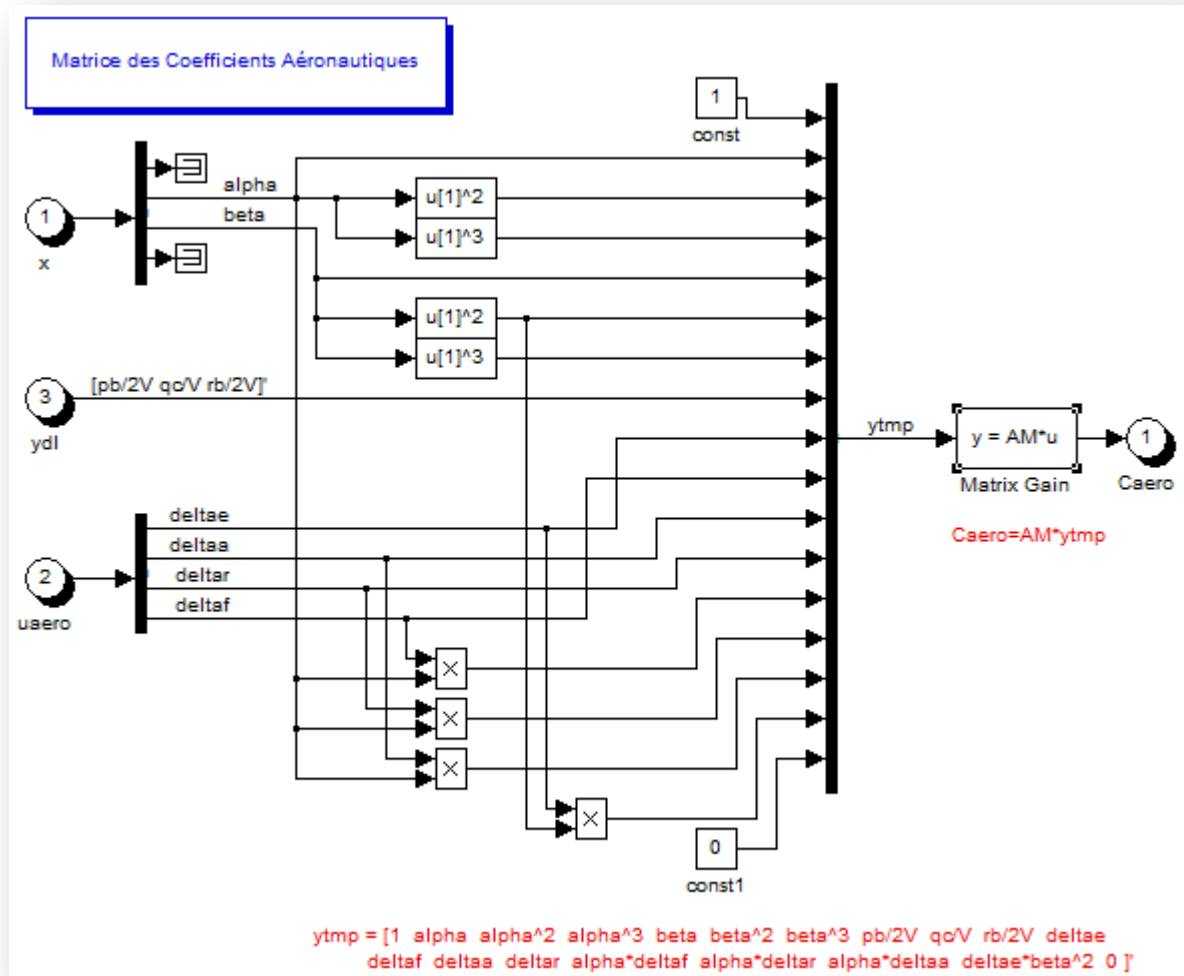 Matrice des Coefficients Aéronautiques
1
const
alpha
u[1]^2
1
beta
u[1]^3
x
u[1]^2
u[1]^3
[pb/2V qc/V rb/2V]'
3
ydl
ytmp
y = AM*u
1
Matrix Gain
Caero
deltae
Caero=AM*ytmp
deltaa
2
deltar
uaero
deltaf
×
×
×
×
0
const1
ytmp = [1 alpha alpha^2 alpha^3 beta beta^2 beta^3 pb/2V qc/V rb/2V deltae
deltaf deltaa deltar alpha*deltaf alpha*deltar alpha*deltaa deltae*beta^2 0 ]'